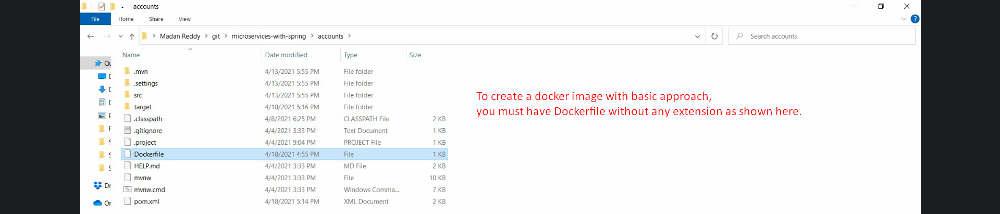 accounts
File Home Share View
Madan Reddy > git > microservices-with-spring > accounts > Search accounts
Name Date modified Type Size
.mvn 4/13/2021 5:55 PM File folder
.settings 4/13/2021 5:55 PM File folder
src 4/13/2021 5:55 PM File folder
target 4/18/2021 5:16 PM File folder
.classpath 4/8/2021 6:25 PM CLASSPATH File 2 KB
.gitignore 4/4/2021 3:33 PM Text Document 1 KB
.project 4/4/2021 9:04 PM PROJECT File 1 KB
Dockerfile 4/18/2021 4:55 PM File 1 KB
HELP.md 4/4/2021 3:33 PM MD File 2 KB
mvnw 4/4/2021 3:33 PM File 10 KB
mvnw.cmd 4/4/2021 3:33 PM Windows Comma... 7 KB
pom.xml 4/18/2021 5:14 PM XML Document 2 KB
To create a docker image with basic approach,
you must have Dockerfile without any extension as shown here.